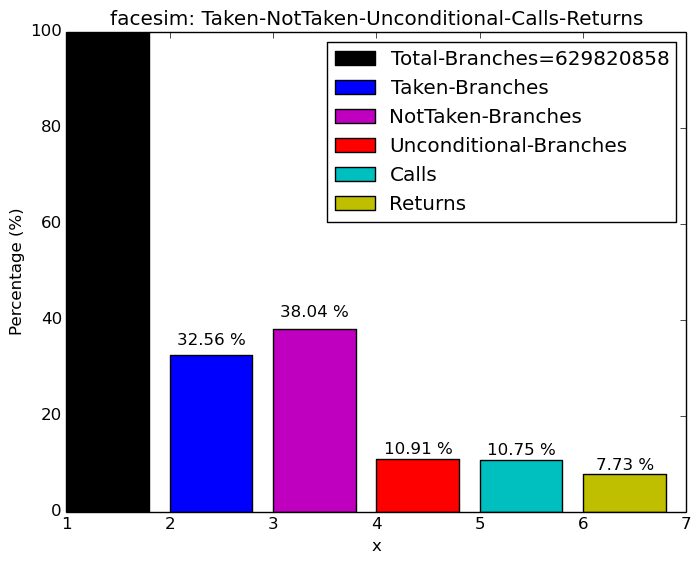 facesim: Taken-NotTaken-Unconditional-Calls-Returns
100
80
60
40
20
0
Percentage (%)
Total-Branches=629820858
Taken-Branches
NotTaken-Branches
Unconditional-Branches
Calls
Returns
32.56 %
38.04 %
10.91 %
10.75 %
7.73 %
1 2 3 4 5 6 7
x